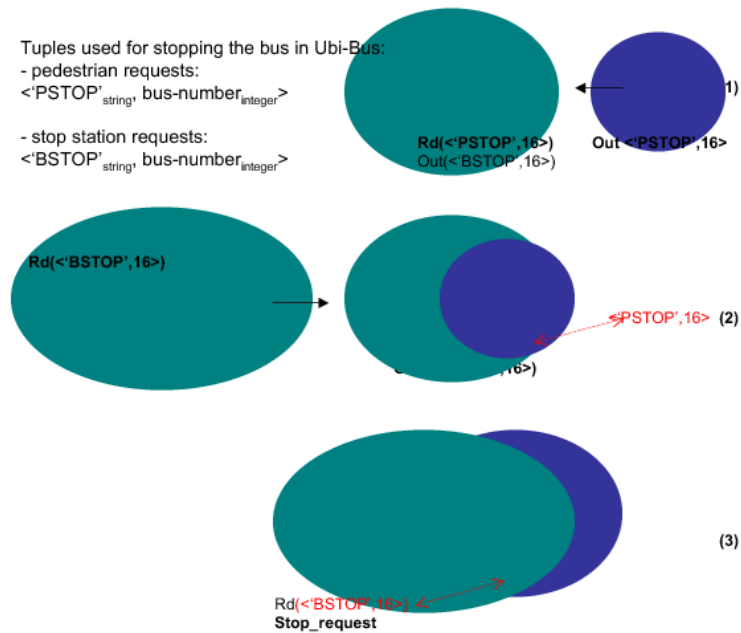 Tuples used for stopping the bus in Ubi-Bus:
- pedestrian requests:
<‘PSTOP’string, bus-numberinteger>
- stop station requests:
<‘BSTOP’string, bus-numberinteger>
Rd(<‘PSTOP’,16>)
Out(<‘BSTOP’,16>)
Out <‘PSTOP’,16>
1)
Rd(<‘BSTOP’,16>)
<‘PSTOP’,16>
(2)
,16>)
(3)
Rd(<‘BSTOP’,16>)
Stop_request